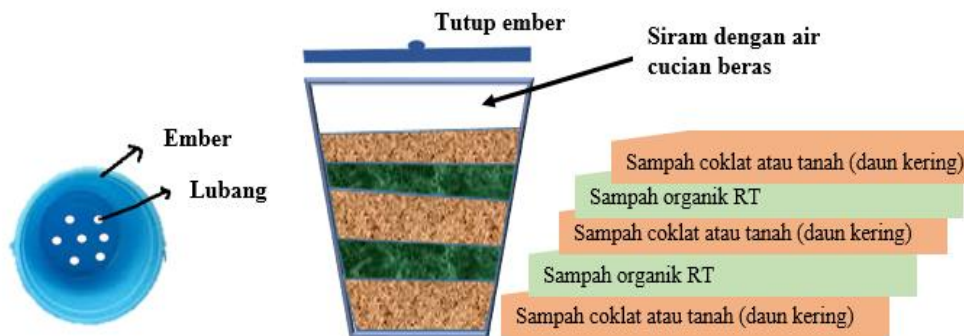 Tutup ember
Siram dengan air
cucian beras
Ember
Lubang
Sampah coklat atau tanah (daun kering)
Sampah organik RT
Sampah coklat atau tanah (daun kering)
Sampah organik RT
Sampah coklat atau tanah (daun kering)